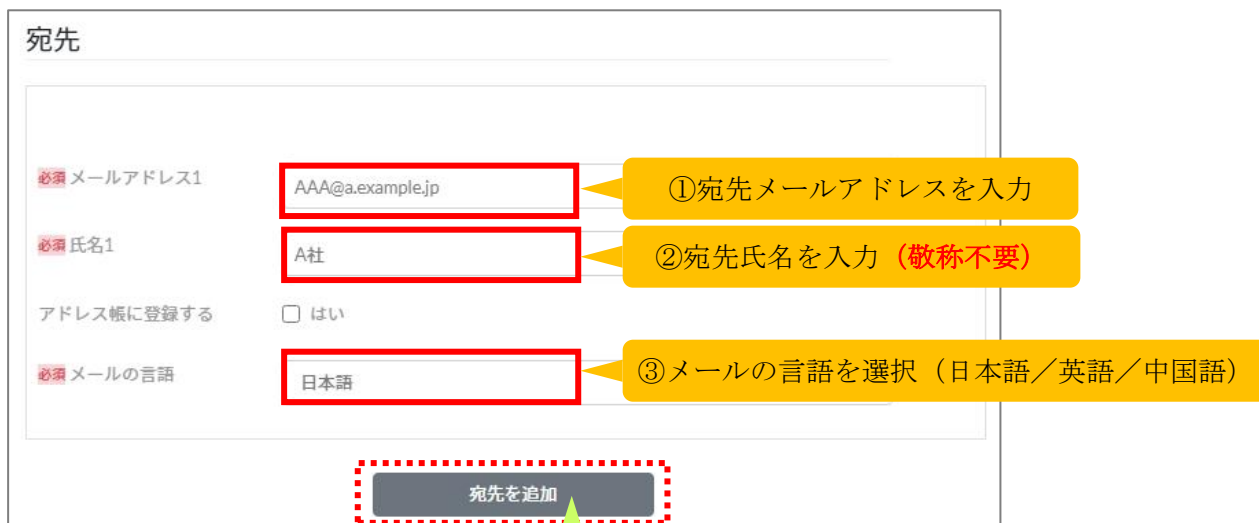 宛先
必須 メールアドレス1
AAA@a.example.jp
①宛先メールアドレスを入力
必須 氏名1
A社
②宛先氏名を入力（敬称不要）
アドレス帳に登録する
はい
必須 メールの言語
日本語
③メールの言語を選択（日本語／英語／中国語）
宛先を追加